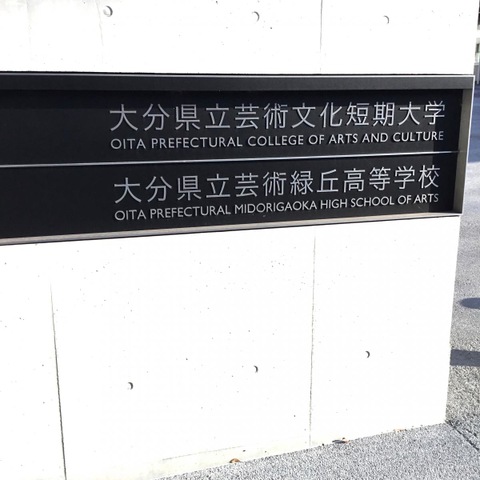 大分県立芸術文化短期大学
OITA PREFECTURAL COLLEGE OF ARTS AND CULTURE
大分県立芸術緑丘高等学校
OITA PREFECTURAL MIDORIGAOKA HIGH SCHOOL OF ARTS